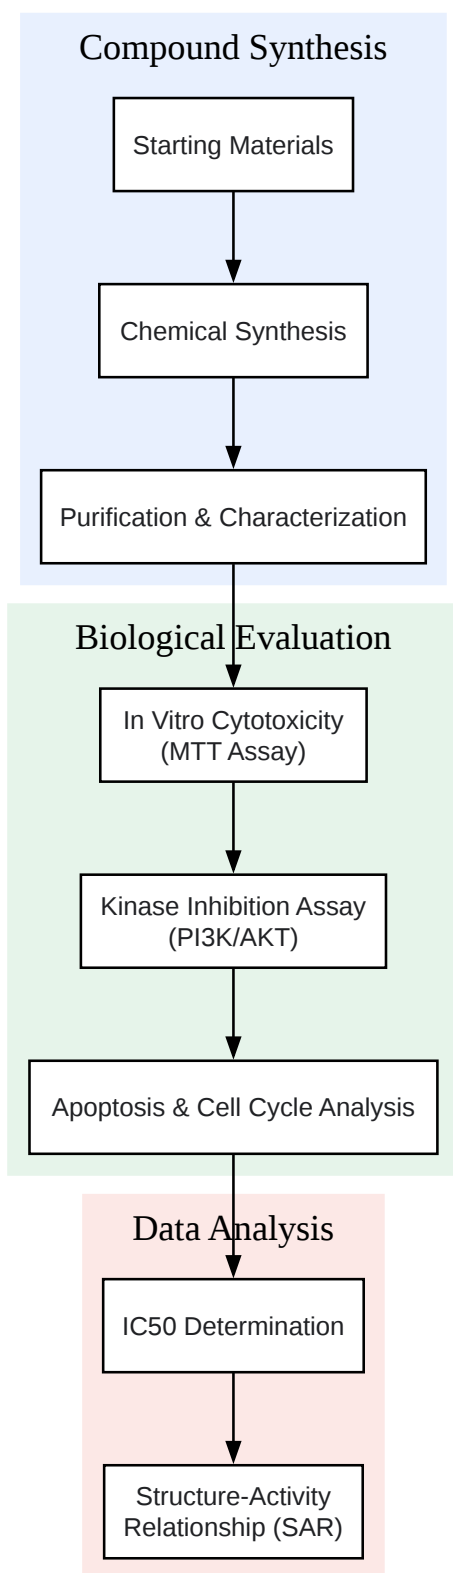 Compound Synthesis
Starting Materials
Chemical Synthesis
Purification & Characterization
Biological Evaluation
In Vitro Cytotoxicity
(MTT Assay)
Kinase Inhibition Assay
(PI3K/AKT)
Apoptosis & Cell Cycle Analysis
Data Analysis
IC50 Determination
Structure-Activity
Relationship (SAR)